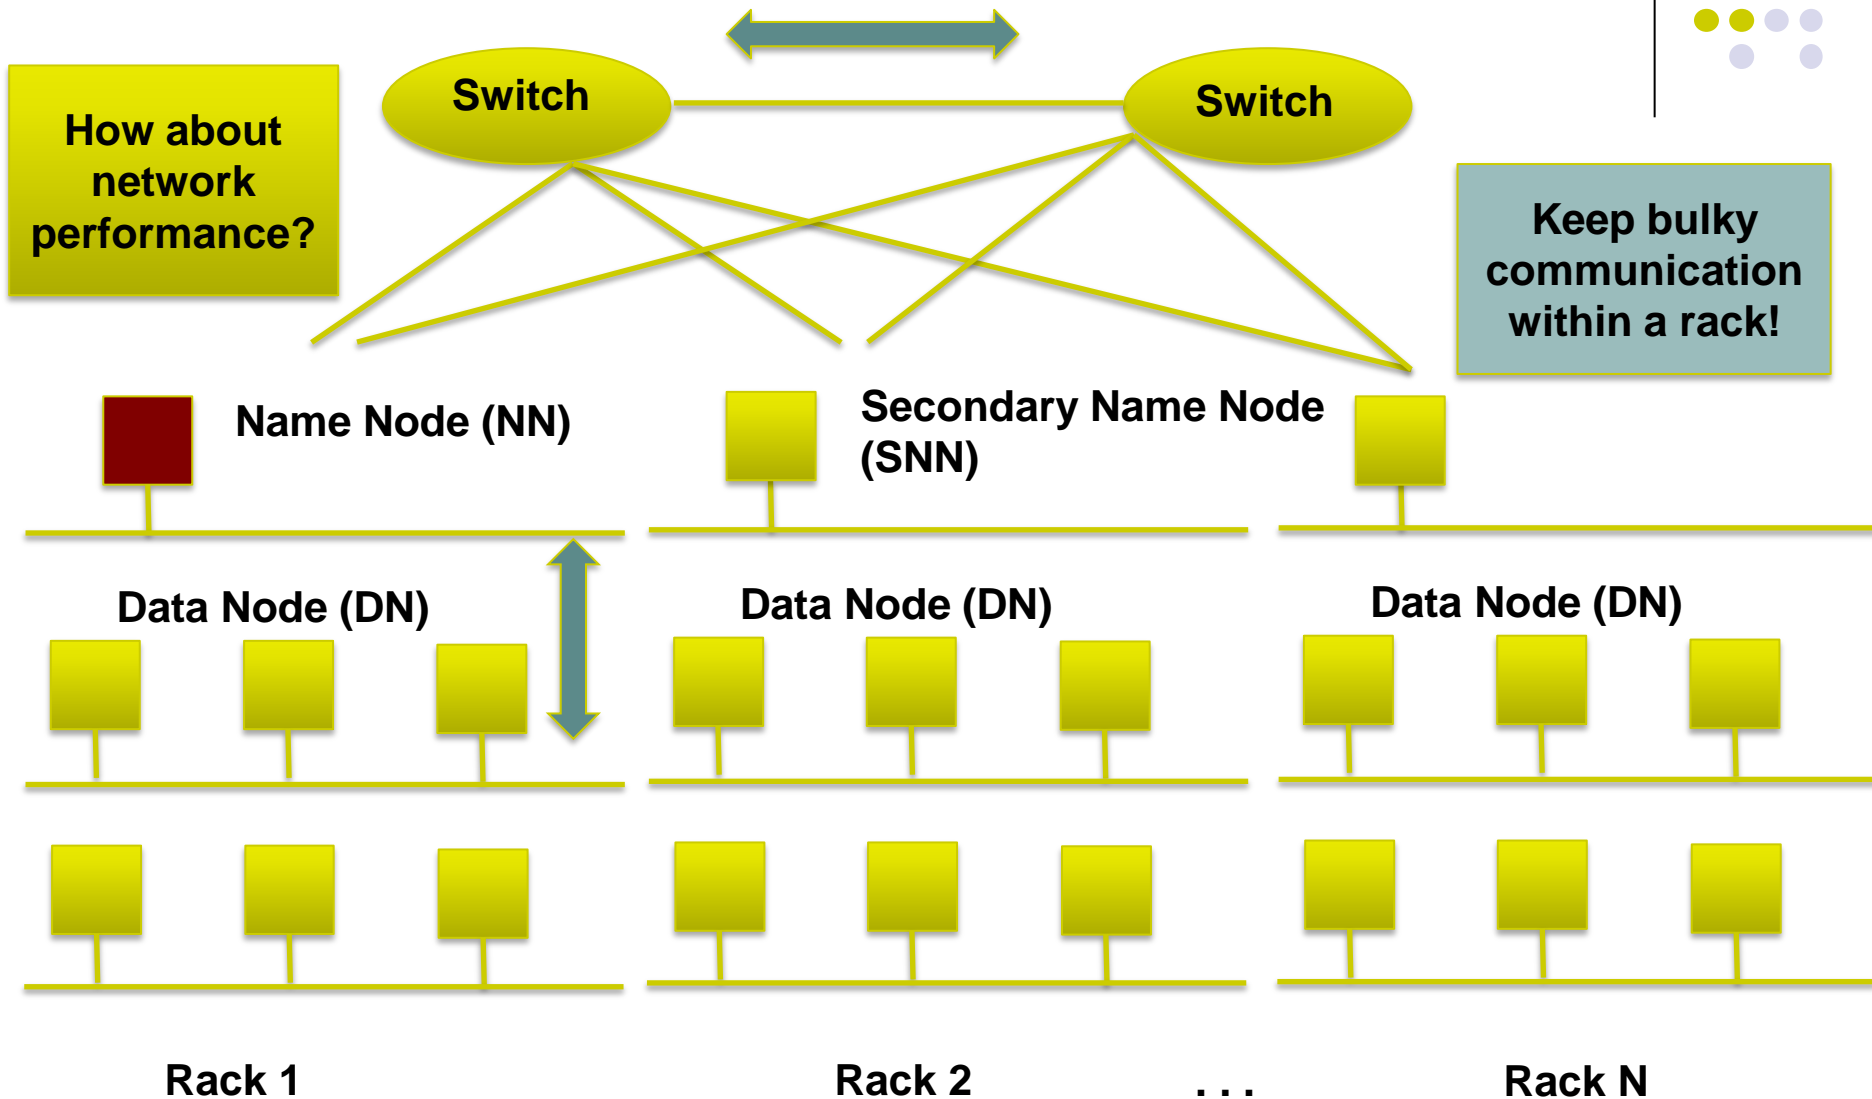 Switch
Switch
How about
network
performance?
Keep bulky
communication
within a rack!
Name Node (NN)
Secondary Name Node
(SNN)
Data Node (DN)
Data Node (DN)
Data Node (DN)
Rack 1
Rack 2
. . .
Rack N